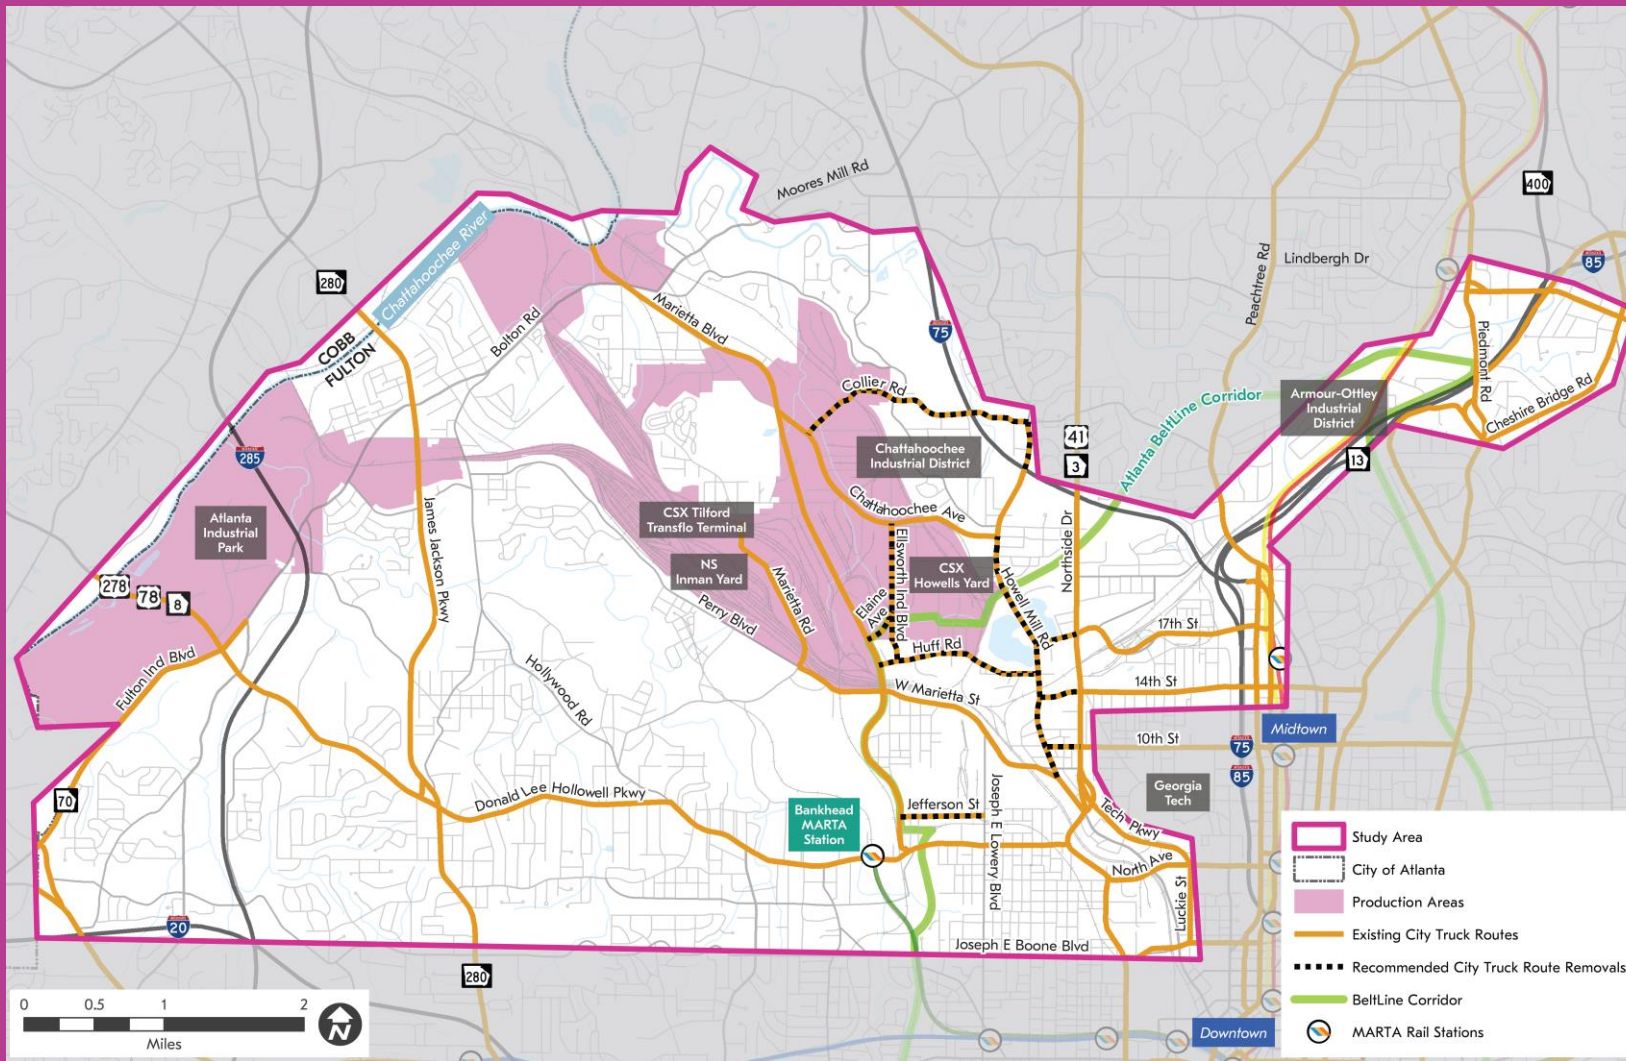 Moores Mill Rd
400
Peachtree Rd
Lindbergh Dr
85
280
Chattahoochee River
COBB
FULTON
Bolton Rd
Marietta Blvd
75
Collier Rd
Piedmont Rd
Cheshire Bridge Rd
Armour-Ottley
Industrial
District
Atlanta BeltLine Corridor
41
3
13
285
Chattahoochee
Industrial District
Atlanta
Industrial
Park
CSX Tilford
Transflo Terminal
NS
Inman Yard
Chattahoochee Ave
Ellsworth Ind Blvd
CSX
Howells Yard
Northside Dr
James Jackson Pkwy
278
78
8
Perry Blvd
Marietta Rd
Elaine
Ave
Howell Mill Rd
Huff Rd
17th St
14th St
10th St
Fulton Ind Blvd
Hollywood Rd
W Marietta St
Midtown
75
85
Georgia
Tech
70
Donald Lee Hollowell Pkwy
Bankhead
MARTA
Station
Jefferson St
Joseph E Lowery Blvd
Tech Pkwy
North Ave
Luckie St
20
280
Joseph E Boone Blvd
Downtown
Study Area
City of Atlanta
Production Areas
Existing City Truck Routes
Recommended City Truck Route Removals
BeltLine Corridor
MARTA Rail Stations
0 0.5 1 2
Miles
N